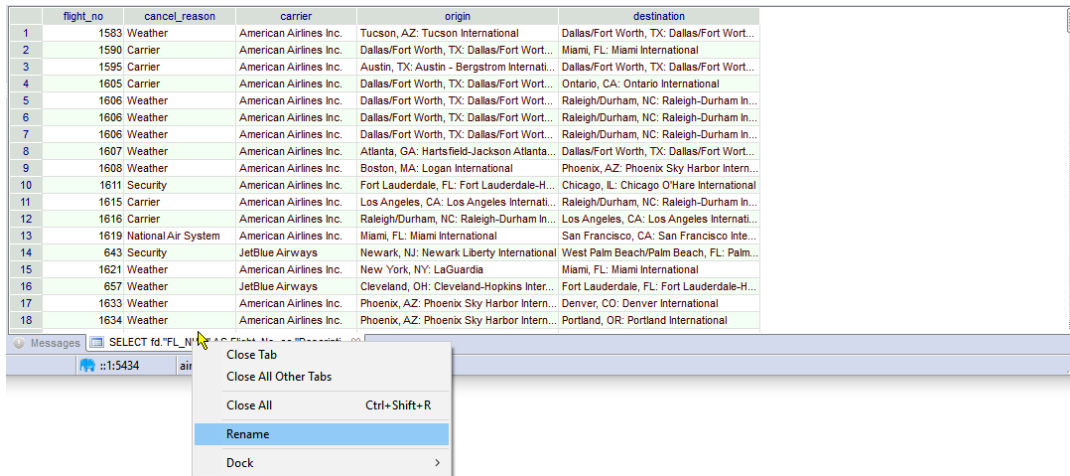 flight_no cancel_reason carrier origin destination
1 1583 Weather American Airlines Inc. Tucson, AZ: Tucson International Dallas/Fort Worth, TX: Dallas/Fort Wort...
2 1590 Carrier American Airlines Inc. Dallas/Fort Worth, TX: Dallas/Fort Wort... Miami, FL: Miami International
3 1595 Carrier American Airlines Inc. Austin, TX: Austin - Bergstrom Internati... Dallas/Fort Worth, TX: Dallas/Fort Wort...
4 1605 Carrier American Airlines Inc. Dallas/Fort Worth, TX: Dallas/Fort Wort... Ontario, CA: Ontario International
5 1606 Weather American Airlines Inc. Dallas/Fort Worth, TX: Dallas/Fort Wort... Raleigh/Durham, NC: Raleigh-Durham In...
6 1606 Weather American Airlines Inc. Dallas/Fort Worth, TX: Dallas/Fort Wort... Raleigh/Durham, NC: Raleigh-Durham In...
7 1606 Weather American Airlines Inc. Dallas/Fort Worth, TX: Dallas/Fort Wort... Raleigh/Durham, NC: Raleigh-Durham In...
8 1607 Weather American Airlines Inc. Atlanta, GA: Hartsfield-Jackson Atlanta... Dallas/Fort Worth, TX: Dallas/Fort Wort...
9 1608 Weather American Airlines Inc. Boston, MA: Logan International Phoenix, AZ: Phoenix Sky Harbor Intern...
10 1611 Security American Airlines Inc. Fort Lauderdale, FL: Fort Lauderdale-H... Chicago, IL: Chicago O'Hare International
11 1615 Carrier American Airlines Inc. Los Angeles, CA: Los Angeles Internati... Dallas/Fort Worth, TX: Dallas/Fort Wort...
12 1616 Carrier American Airlines Inc. Raleigh/Durham, NC: Raleigh-Durham In... Los Angeles, CA: Los Angeles Internati...
13 1619 National Air System American Airlines Inc. Miami, FL: Miami International San Francisco, CA: San Francisco Inte...
14 643 Security JetBlue Airways Newark, NJ: Newark Liberty International West Palm Beach/Palm Beach, FL: Palm...
15 1621 Weather American Airlines Inc. New York, NY: LaGuardia Miami, FL: Miami International
16 657 Weather JetBlue Airways Cleveland, OH: Cleveland-Hopkins Inter... Fort Lauderdale, FL: Fort Lauderdale-H...
17 1633 Weather American Airlines Inc. Phoenix, AZ: Phoenix Sky Harbor Intern... Denver, CO: Denver International
18 1634 Weather American Airlines Inc. Phoenix, AZ: Phoenix Sky Harbor Intern... Portland, OR: Portland International
Messages SELECT fd."FL_N
::1:5434 air
Close Tab
Close All Other Tabs
Close All Ctrl+Shift+R
Rename
Dock